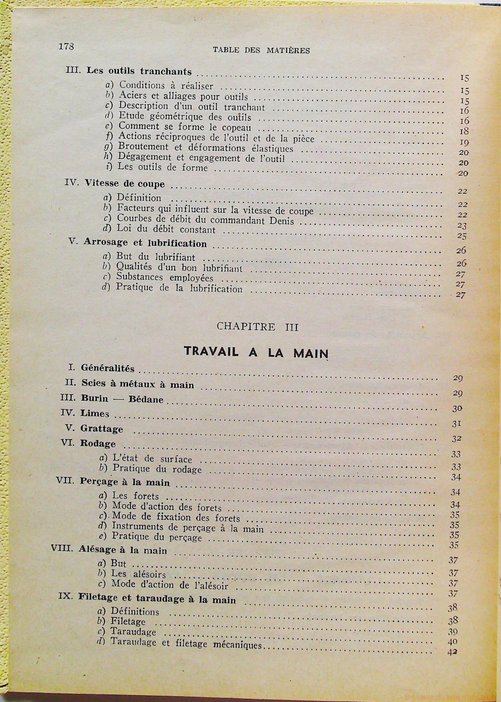 178 TABLE DES MATIÈRES
III. Les outils tranchants 15
a) Conditions à réaliser 15
b) Aciers et alliages pour outils 15
c) Description d'un outil tranchant 16
d) Etude géométrique des outils 16
e) Comment se forme le copeau 18
f) Actions réciproques de l'outil et de la pièce 19
g) Broutement et déformations élastiques 20
h) Dégagement et engagement de l'outil 20
i) Les outils de forme 20
IV. Vitesse de coupe 22
a) Définition 22
b) Facteurs qui influent sur la vitesse de coupe 22
c) Courbes de débit du commandant Denis 23
d) Loi du débit constant 25
V. Arrosage et lubrification 26
a) But du lubrifiant 26
b) Qualités d'un bon lubrifiant 27
c) Substances employées 27
d) Pratique de la lubrification 27
CHAPITRE III
TRAVAIL A LA MAIN
I. Généralités 29
II. Scies à métaux à main 29
III. Burin — Bédane 30
IV. Limes 31
V. Grattage 32
VI. Rodage 33
a) L'état de surface 33
b) Pratique du rodage 34
VII. Perçage à la main 34
a) Les forets 34
b) Mode d'action des forets 35
c) Mode de fixation des forets 35
d) Instruments de perçage à la main 35
e) Pratique du perçage 35
VIII. Alésage à la main 37
a) But 37
b) Les alésoirs 37
c) Mode d'action de l'alésoir 37
IX. Filetage et taraudage à la main 38
a) Définitions 38
b) Filetage 39
c) Taraudage 40
d) Taraudage et filetage mécaniques 42